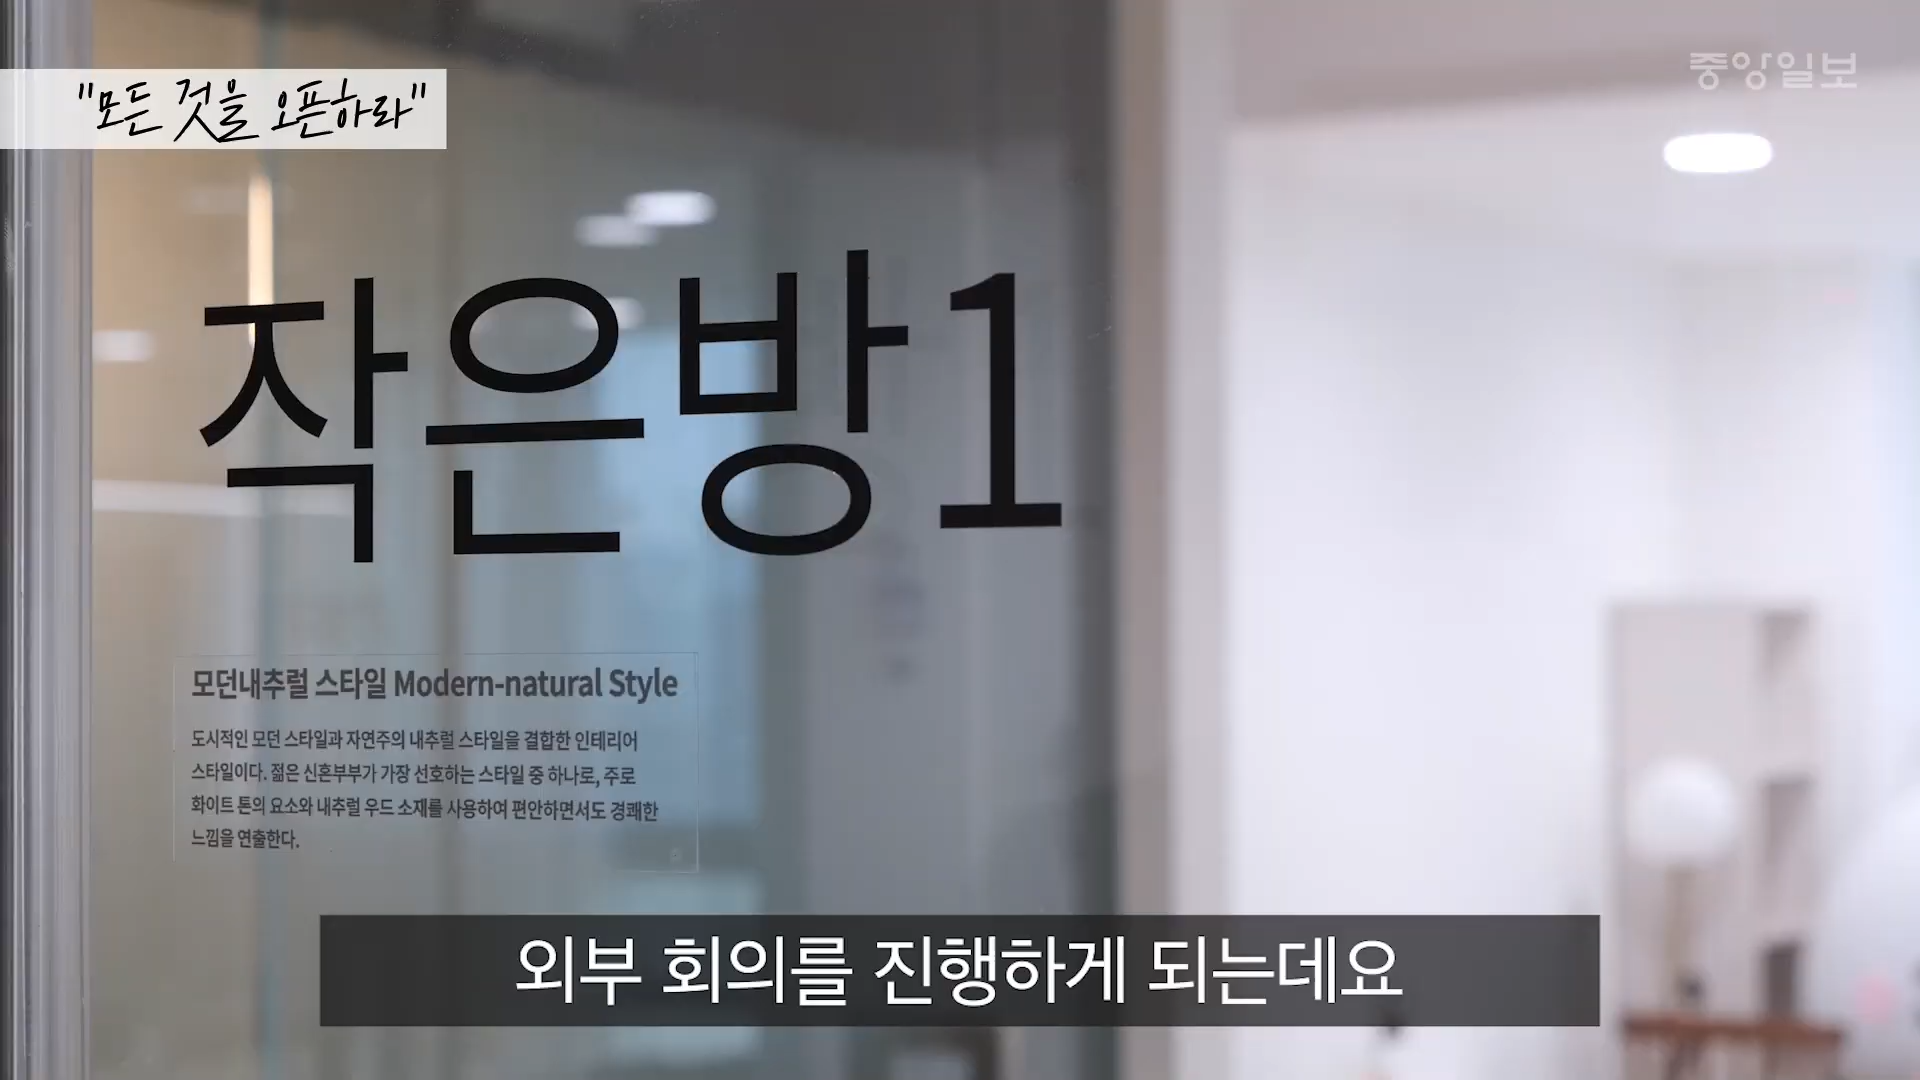 "모든 것을 오픈하라"
중앙일보
작은방1
모던내추럴 스타일 Modern-natural Style
도시적인 모던 스타일과 자연주의 내추럴 스타일을 결합한 인테리어
스타일이다. 젊은 신혼부부가 가장 선호하는 스타일 중 하나로, 주로
화이트 톤의 요소와 내추럴 우드 소재를 사용하여 편안하면서도 경쾌한
느낌을 연출한다.
외부 회의를 진행하게 되는데요